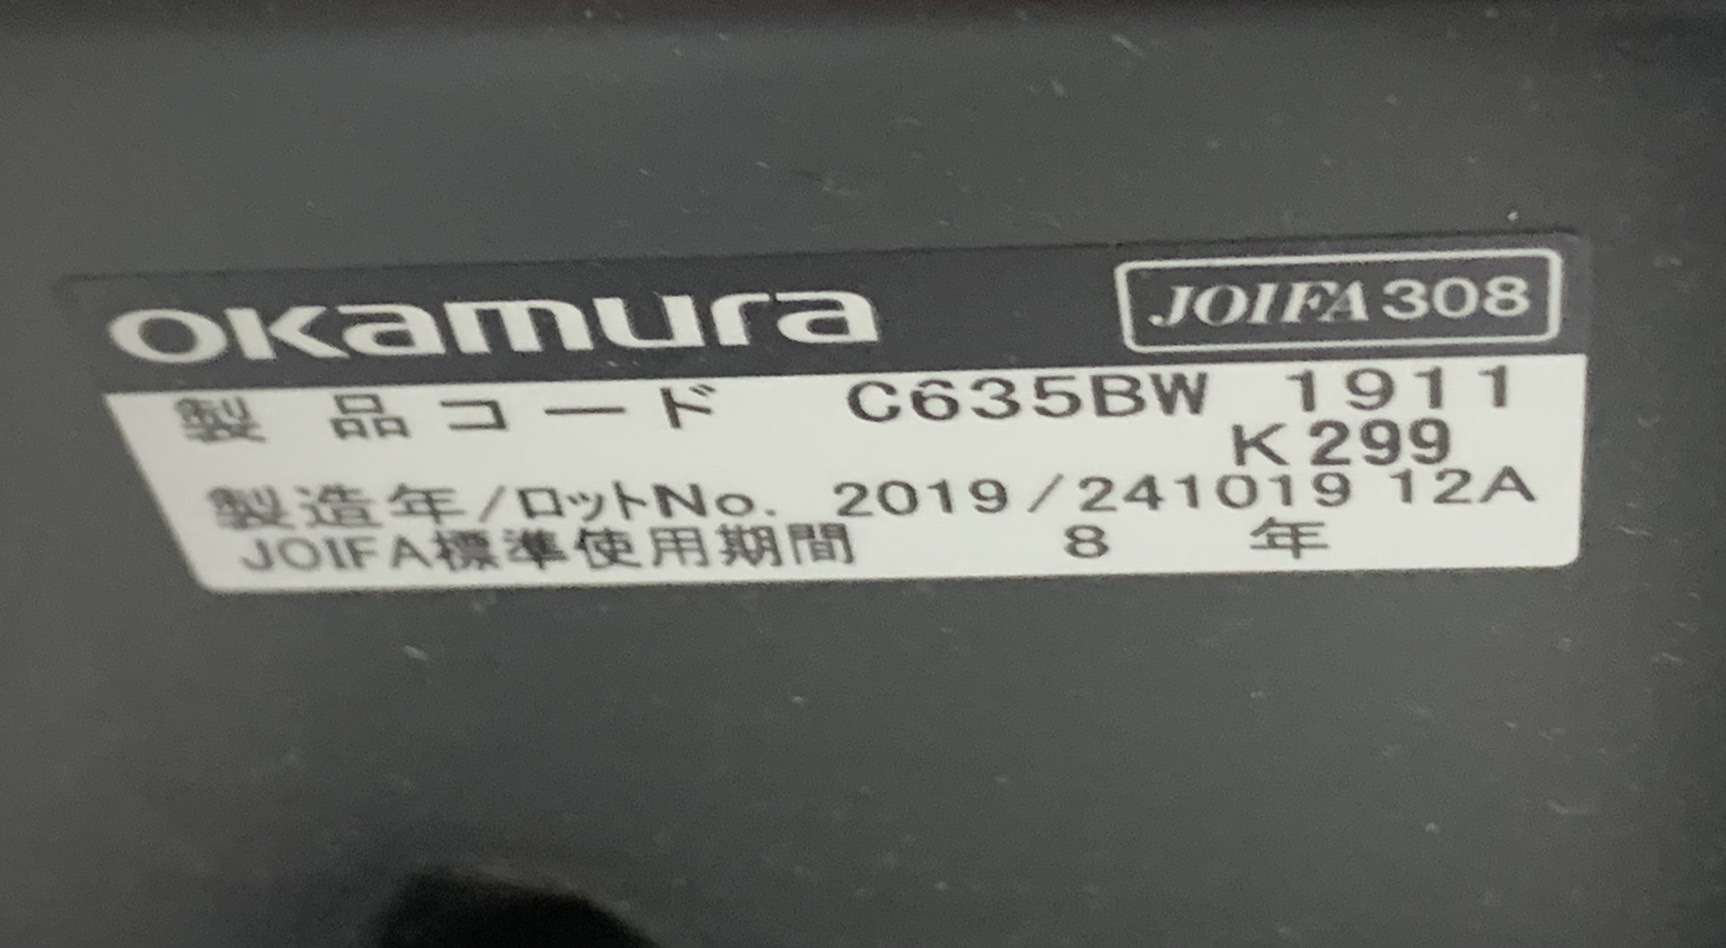 okamura JOIFA308
製品コード C635BW 1911
K299
製造年/ロットNo. 2019/241019 12A
JOIFA標準使用期間 8 年